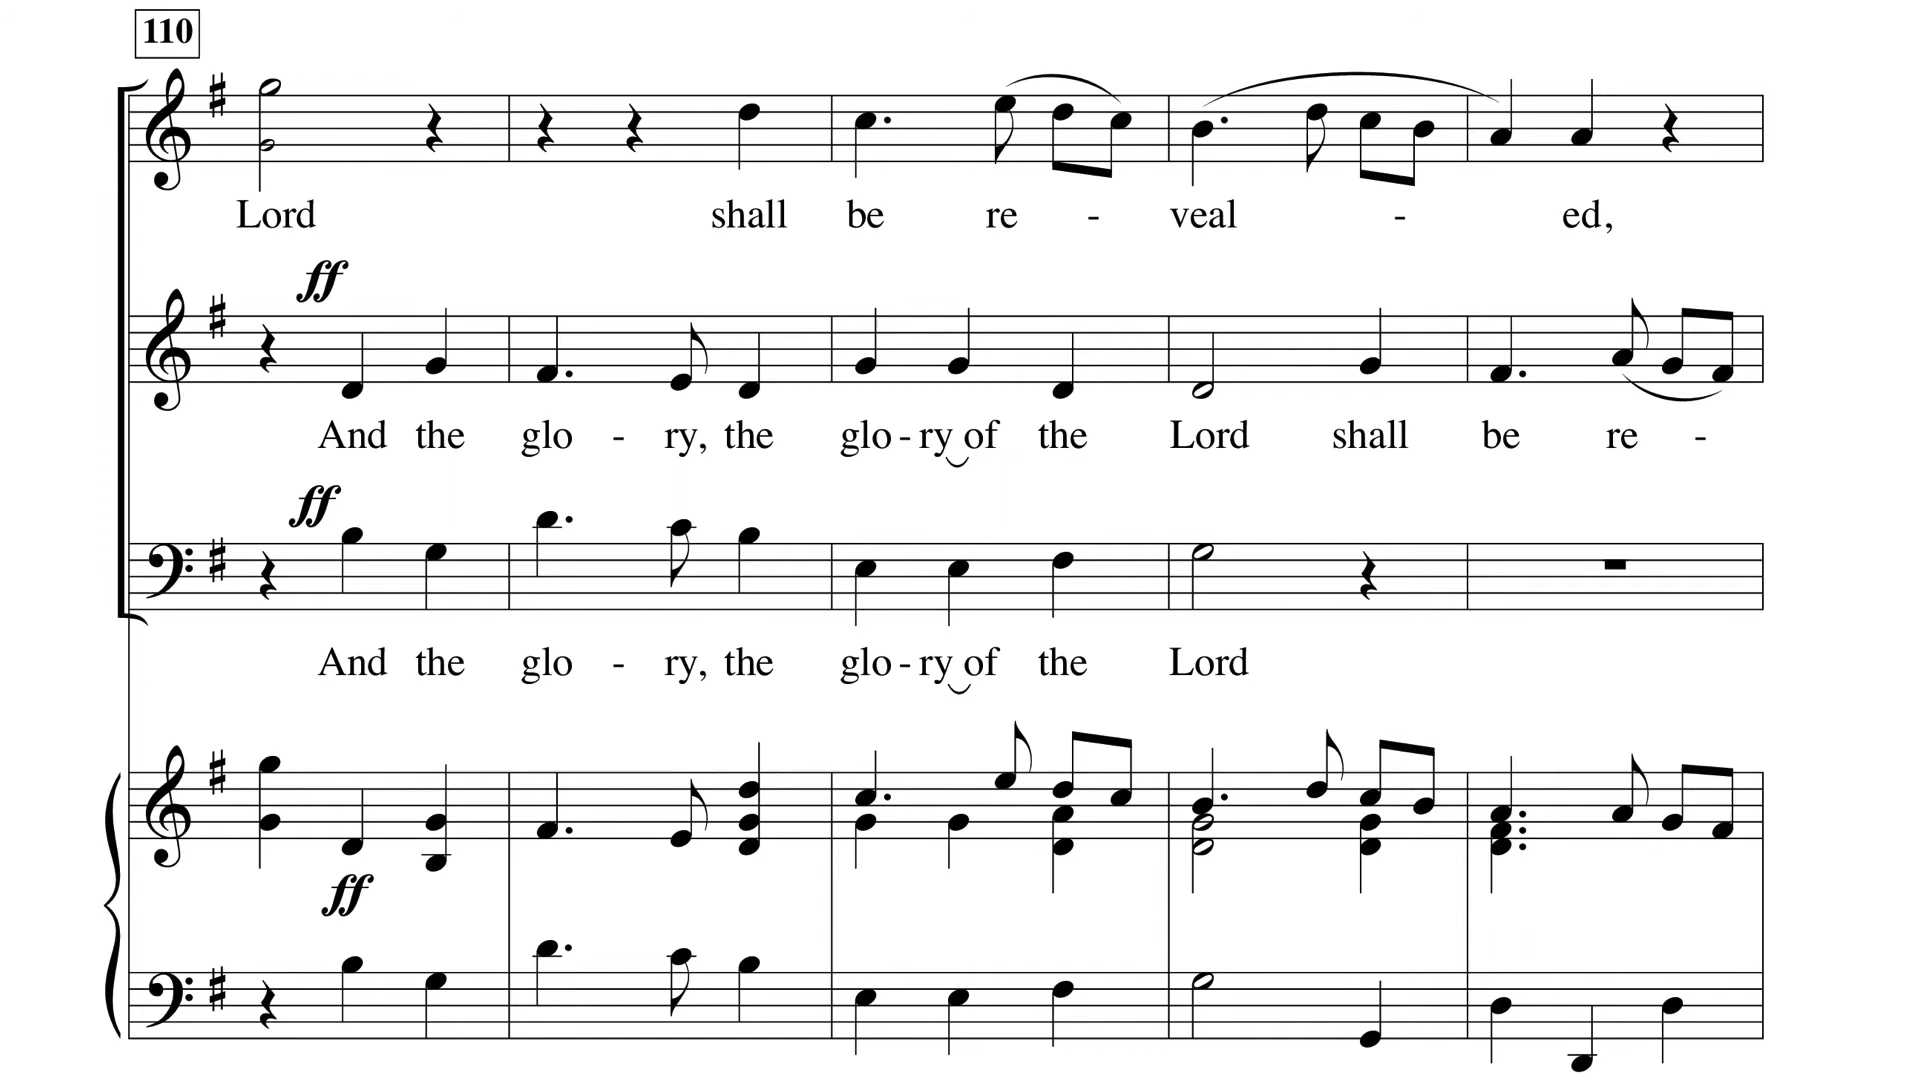 110
Lord shall be re - veal - ed,
ff
And the glo - ry, the glo - ry of the Lord shall be re -
ff
And the glo - ry, the glo - ry of the Lord
ff